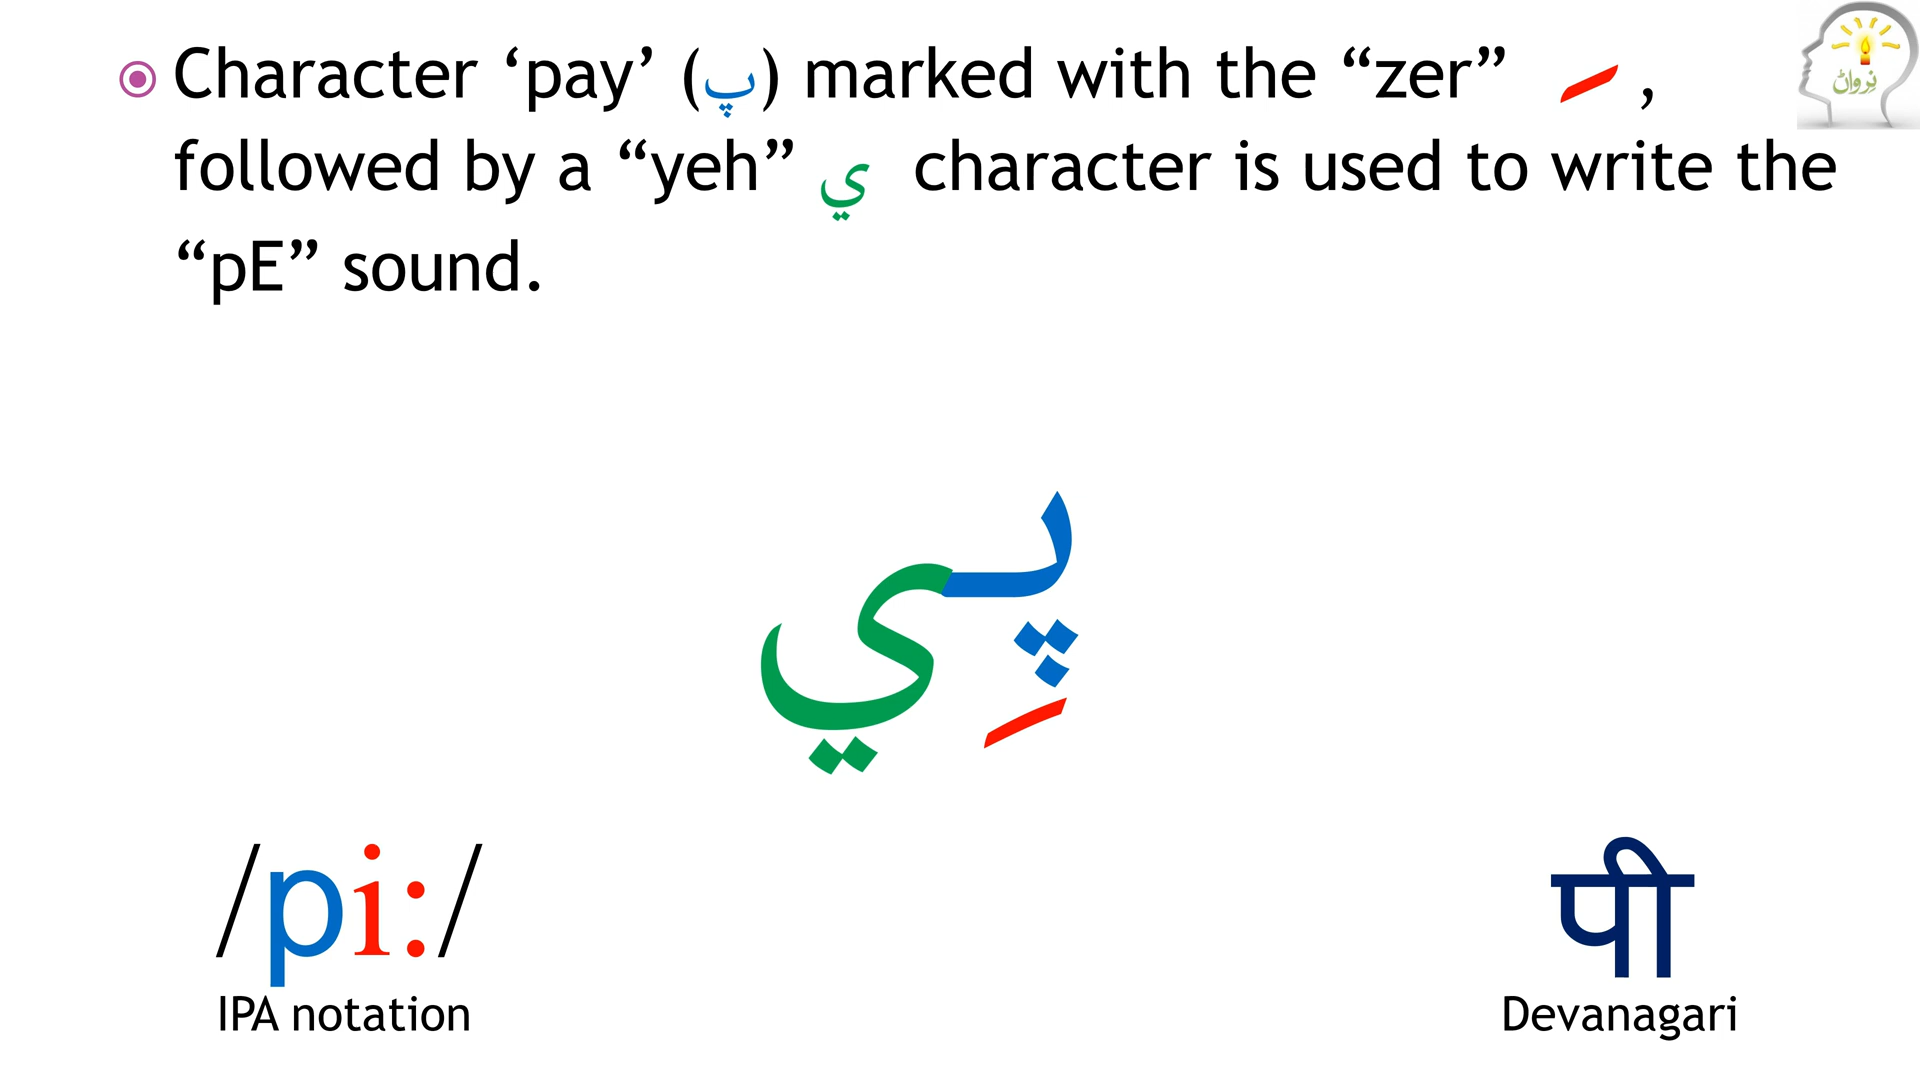 Character ‘pay’ (پ) marked with the “zer” ِ ,
followed by a “yeh” ي character is used to write the
“pE” sound.
پِي
/pi:/
पी
IPA notation
Devanagari
نِرواڻ